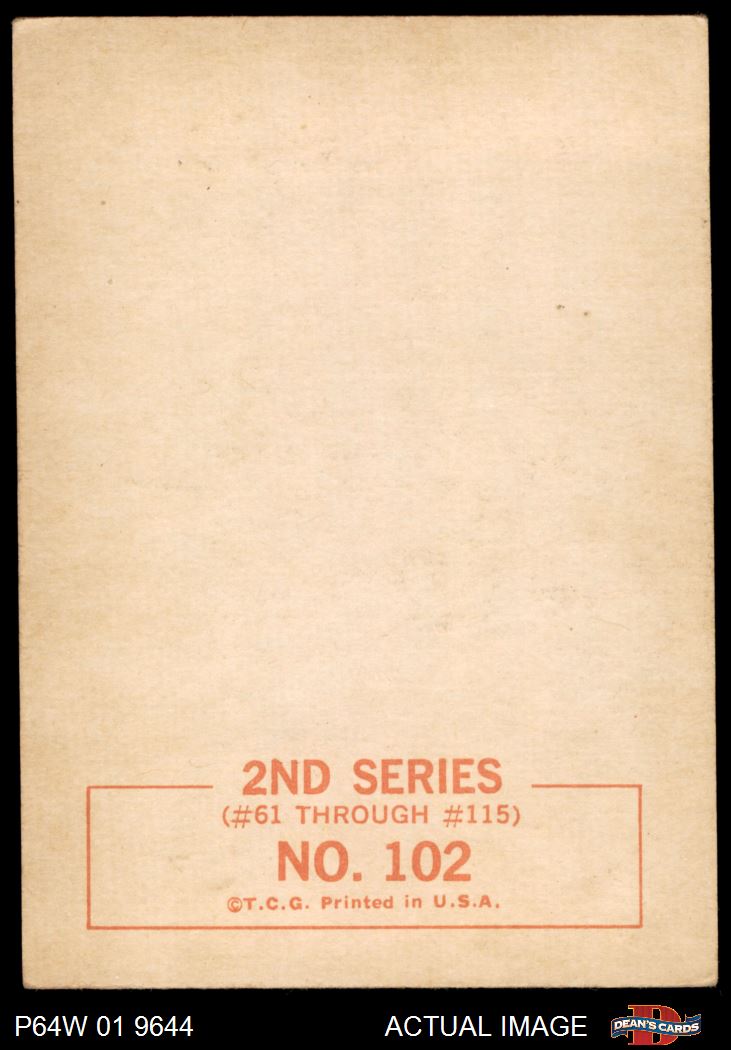 2ND SERIES
(#61 THROUGH #115)
NO. 102
©T.C.G. Printed in U.S.A.
P64W 01 9644
ACTUAL IMAGE
D
DEAN'S CARDS